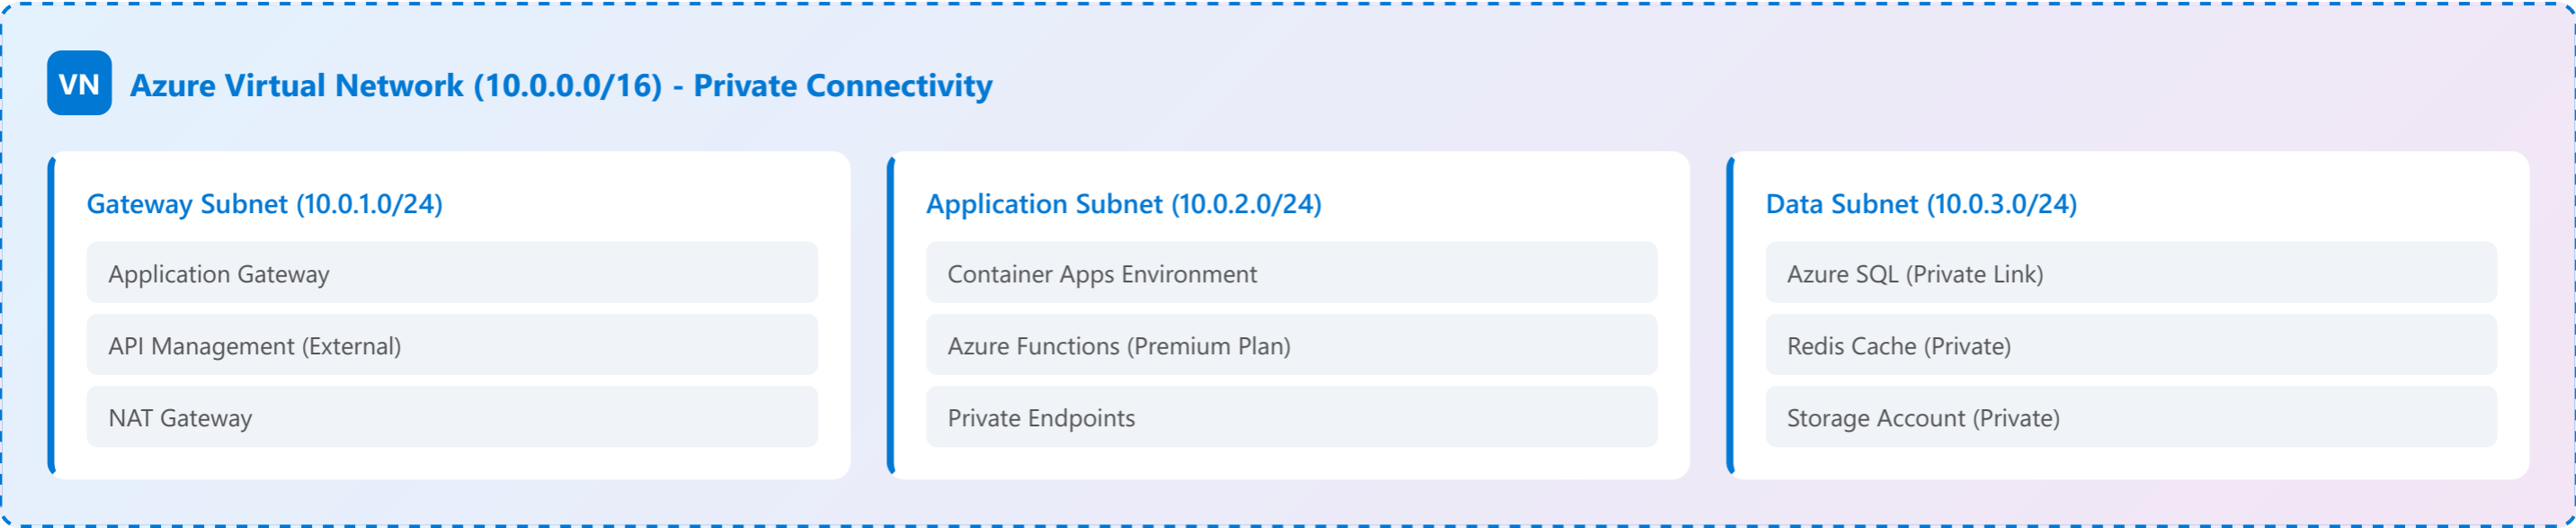 VN
Azure Virtual Network (10.0.0.0/16) - Private Connectivity
Gateway Subnet (10.0.1.0/24)
Application Gateway
API Management (External)
NAT Gateway
Application Subnet (10.0.2.0/24)
Container Apps Environment
Azure Functions (Premium Plan)
Private Endpoints
Data Subnet (10.0.3.0/24)
Azure SQL (Private Link)
Redis Cache (Private)
Storage Account (Private)